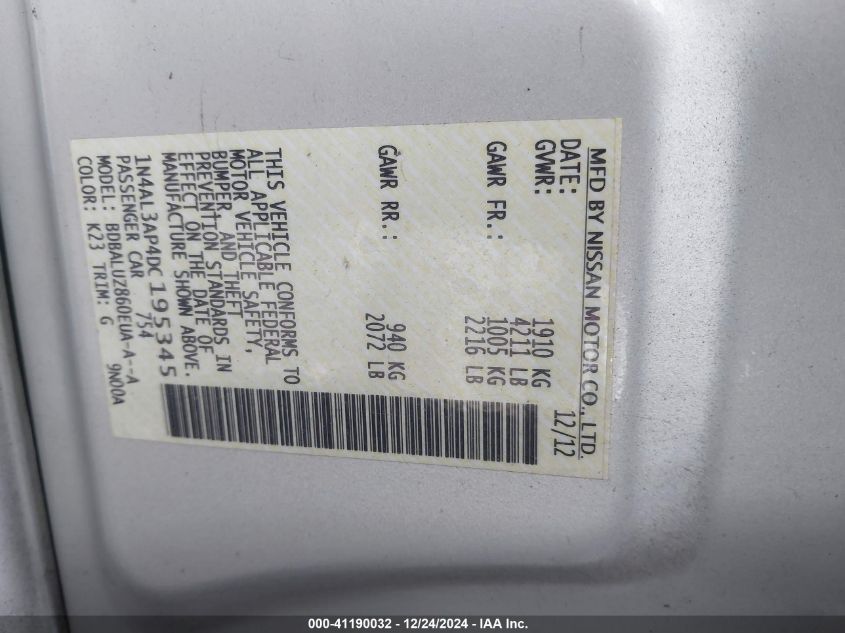 MFD BY NISSAN MOTOR CO., LTD.
DATE: 12/12
GVWR: 1910 KG
4211 LB
GAWR FR.: 1005 KG
2216 LB
GAWR RR.: 940 KG
2072 LB
THIS VEHICLE CONFORMS TO
ALL APPLICABLE FEDERAL
MOTOR VEHICLE SAFETY,
BUMPER, AND THEFT
PREVENTION STANDARDS IN
EFFECT ON THE DATE OF
MANUFACTURE SHOWN ABOVE.
1N4AL3AP4DC195345
PASSENGER CAR 754
MODEL: BDBALUZ860EUA-A--A
COLOR: K23 TRIM: G 9N00A
000-41190032 - 12/24/2024 - IAA Inc.